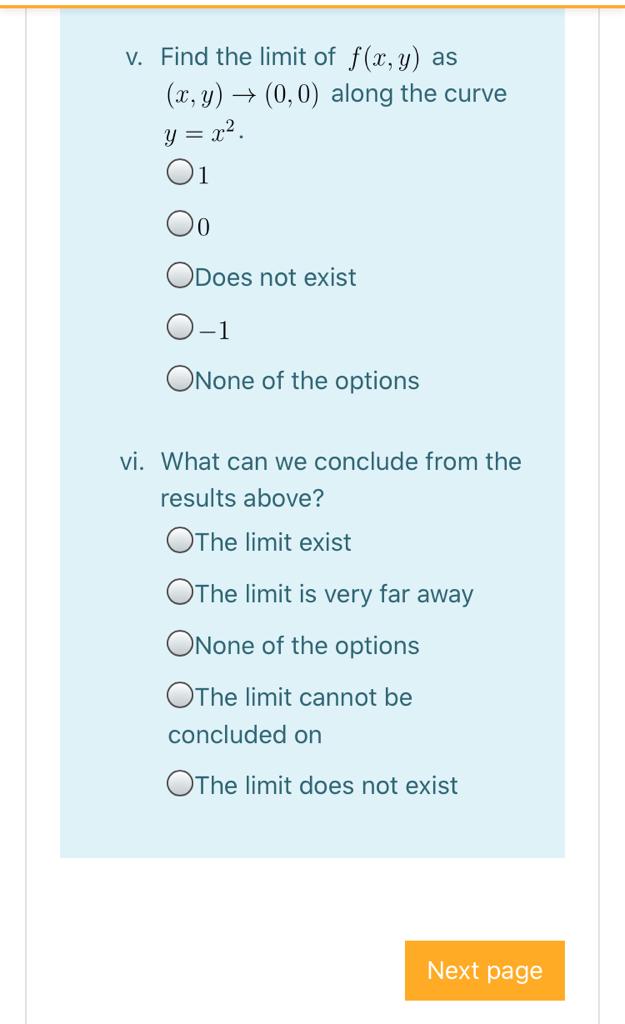 v. Find the limit of f(x, y) as
(x, y) → (0, 0) along the curve
y = x².
1
0
Does not exist
−1
None of the options
vi. What can we conclude from the
results above?
The limit exist
The limit is very far away
None of the options
The limit cannot be
concluded on
The limit does not exist
Next page